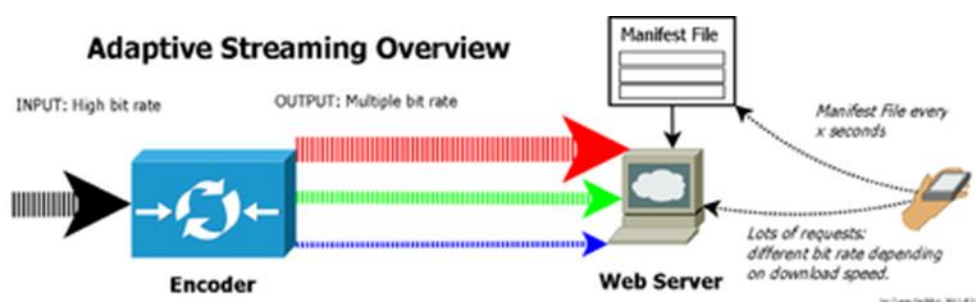 Adaptive Streaming Overview
Manifest File
INPUT: High bit rate
OUTPUT: Multiple bit rate
Manifest File every
x seconds
Lots of requests:
different bit rate depending
on download speed.
Encoder
Web Server